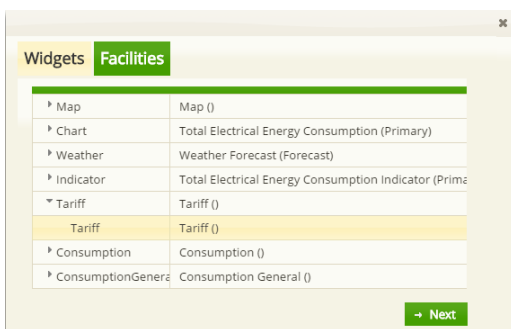 Widgets Facilities
Map Map ()
Chart Total Electrical Energy Consumption (Primary)
Weather Weather Forecast (Forecast)
Indicator Total Electrical Energy Consumption Indicator (Prima
Tariff Tariff ()
Tariff Tariff ()
Consumption Consumption ()
ConsumptionGenera Consumption General ()
→ Next